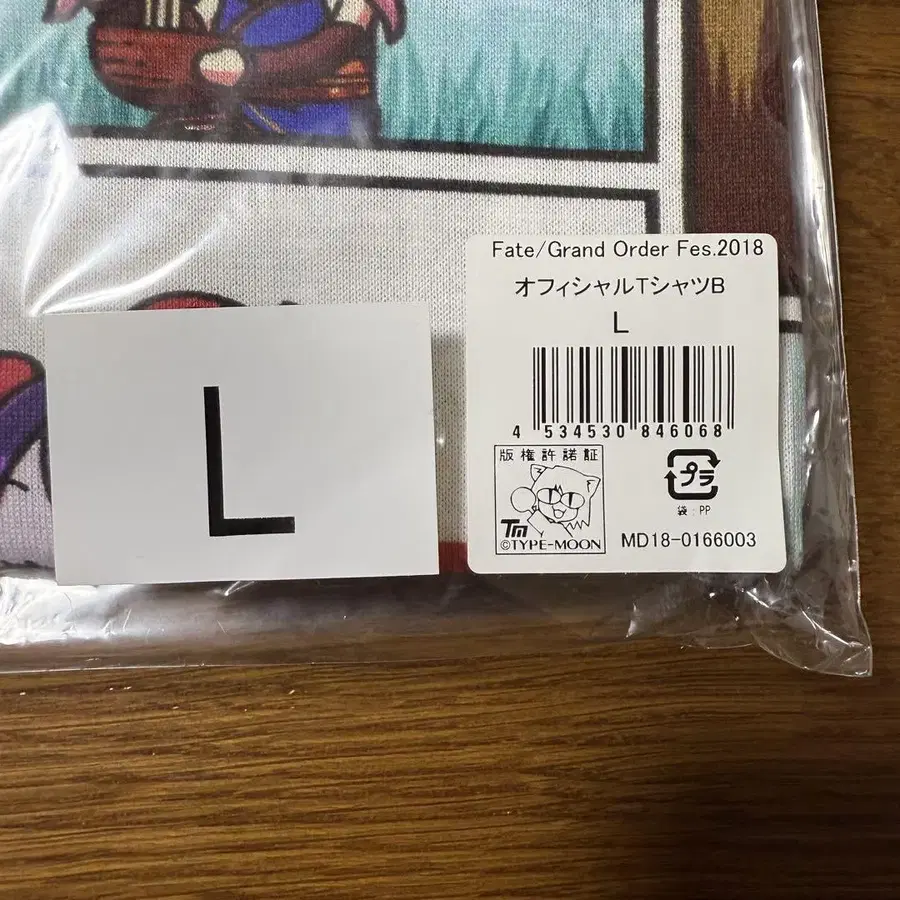 Fate/Grand Order Fes.2018
オフィシャルTシャツB
L
4 534530 846068
版権許諾証
TM
©TYPE-MOON
プラ
袋:PP
MD18-0166003
L